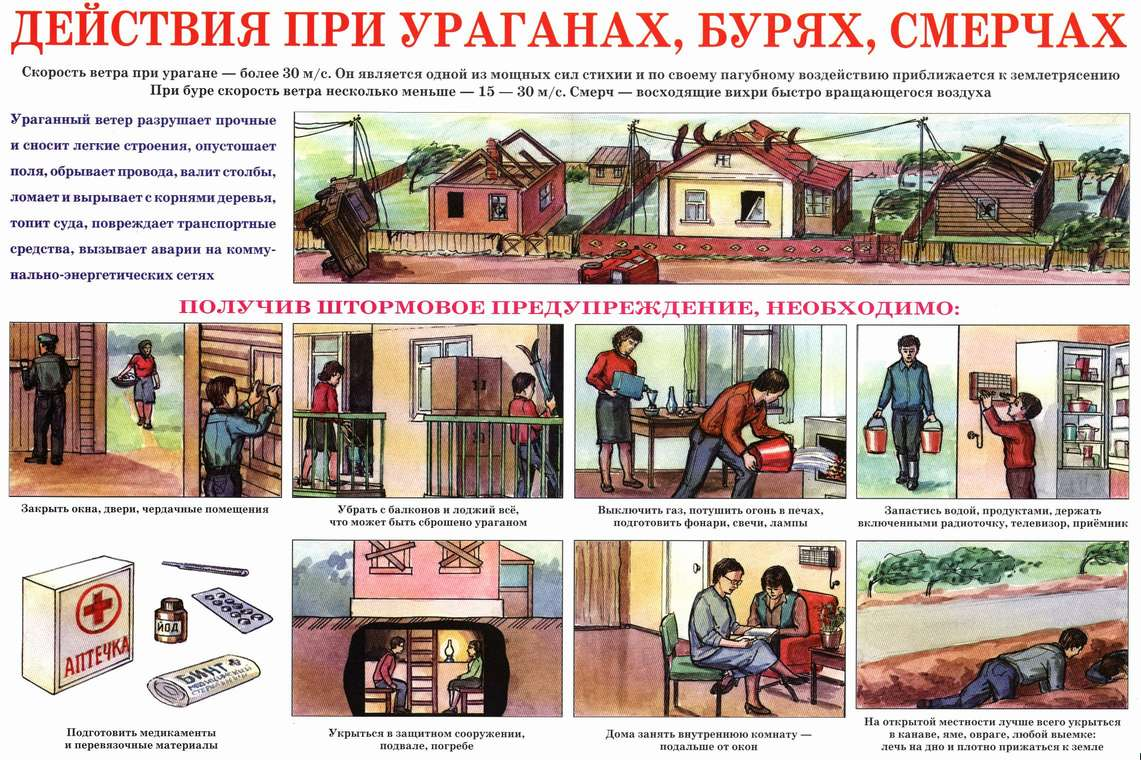 ДЕЙСТВИЯ ПРИ УРАГАНАХ, БУРЯХ, СМЕРЧАХ
Скорость ветра при урагане — более 30 м/с. Он является одной из мощных сил стихии и по своему пагубному воздействию приближается к землетрясению
При буре скорость ветра несколько меньше — 15 — 30 м/с. Смерч — восходящие вихри быстро вращающегося воздуха
Ураганный ветер разрушает прочные
и сносит легкие строения, опустошает
поля, обрывает провода, валит столбы,
ломает и вырывает с корнями деревья,
топит суда, повреждает транспортные
средства, вызывает аварии на комму-
нально-энергетических сетях
ПОЛУЧИВ ШТОРМОВОЕ ПРЕДУПРЕЖДЕНИЕ, НЕОБХОДИМО:
Закрыть окна, двери, чердачные помещения
Убрать с балконов и лоджий всё,
что может быть сброшено ураганом
Выключить газ, потушить огонь в печах,
подготовить фонари, свечи, лампы
Запастись водой, продуктами, держать
включенными радиоточку, телевизор, приёмник
АПТЕЧКА
ЙОД
БИНТ
Подготовить медикаменты
и перевязочные материалы
Укрыться в защитном сооружении,
подвале, погребе
Дома занять внутреннюю комнату —
подальше от окон
На открытой местности лучше всего укрыться
в канаве, яме, овраге, любой выемке:
лечь на дно и плотно прижаться к земле